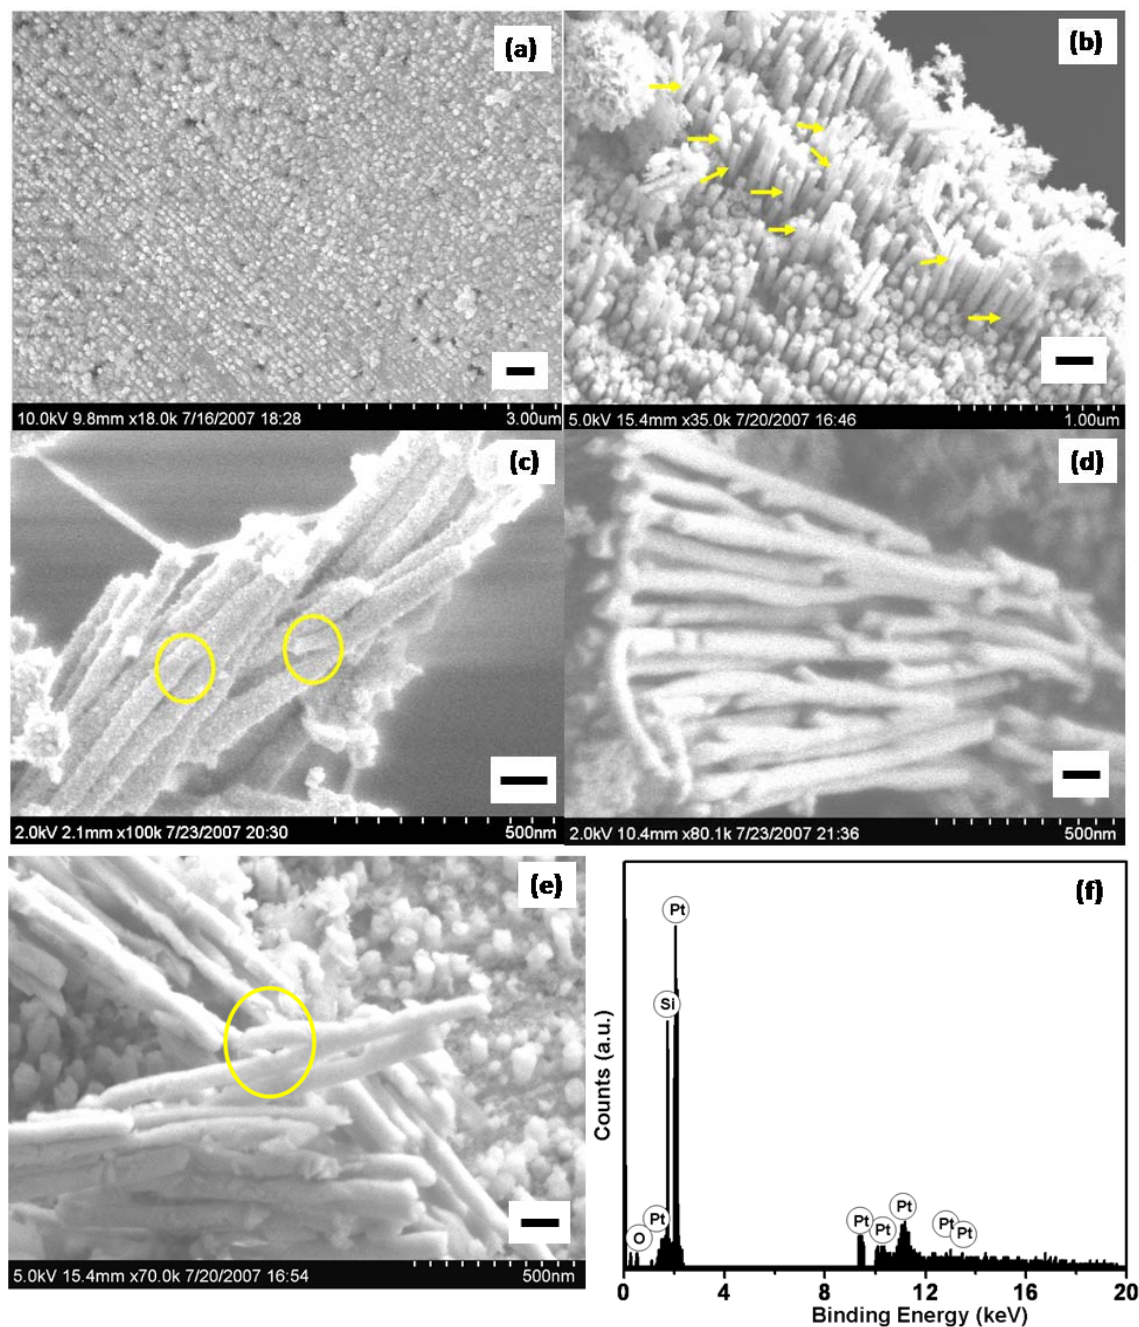 (a)
10.0kV 9.8mm x18.0k 7/16/2007 18:28 3.00um
(b)
5.0kV 15.4mm x35.0k 7/20/2007 16:46 1.00um
(c)
2.0kV 2.1mm x100k 7/23/2007 20:30 500nm
(d)
2.0kV 10.4mm x80.1k 7/23/2007 21:36 500nm
(e)
5.0kV 15.4mm x70.0k 7/20/2007 16:54 500nm
(f)
Pt
Si
Pt
O
Pt
Pt
Pt
Pt
Pt
Counts (a.u.)
0 4 8 12 16 20
Binding Energy (keV)